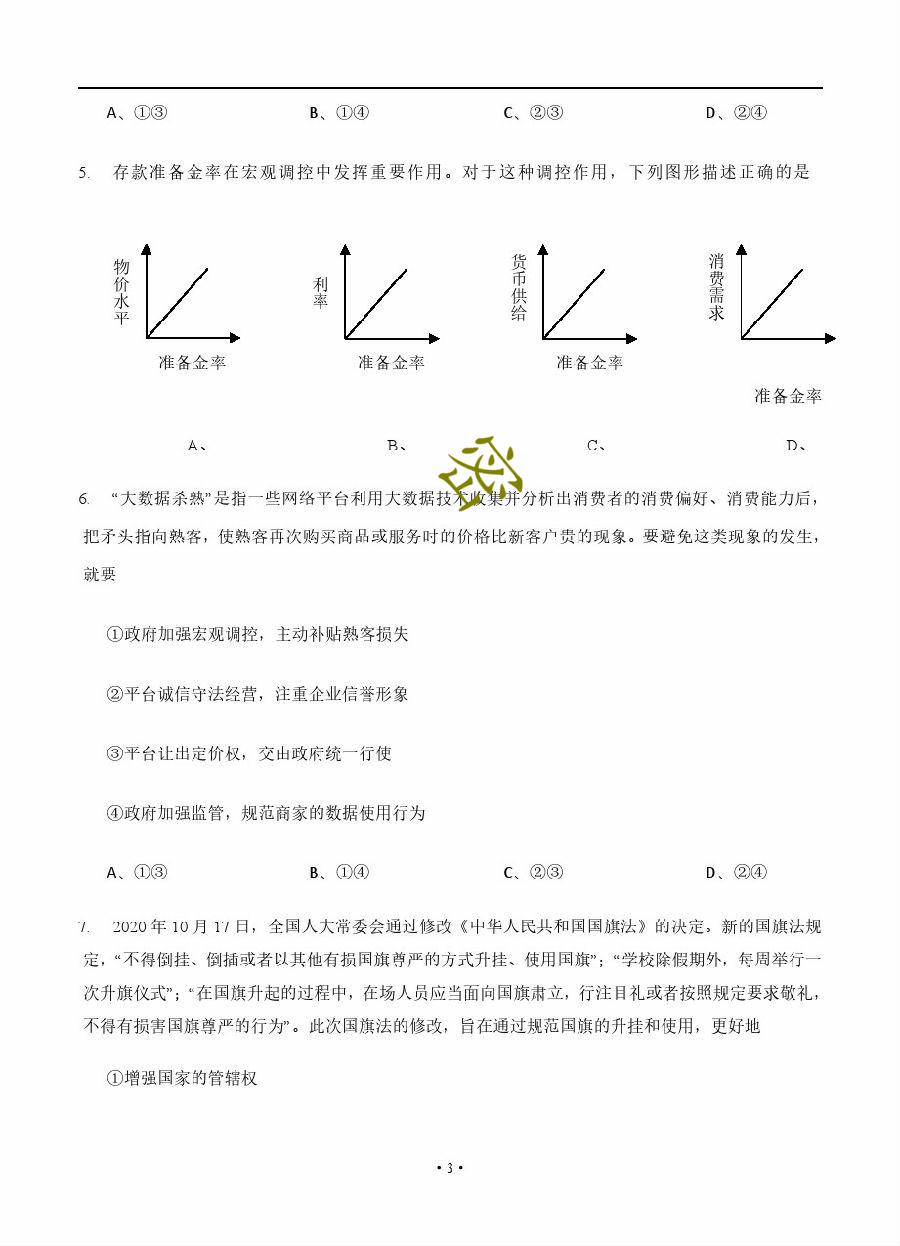 A、①③ B、①④ C、②③ D、②④
5. 存款准备金率在宏观调控中发挥重要作用。对于这种调控作用，下列图形描述正确的是
物价水平 利率 货币供给 消费需求
准备金率 准备金率 准备金率
准备金率
A、 B、 C、 D、
密
6. “大数据杀熟”是指一些网络平台利用大数据技术收集并分析出消费者的消费偏好、消费能力后，
把矛头指向熟客，使熟客再次购买商品或服务时的价格比新客户贵的现象。要避免这类现象的发生，
就要
①政府加强宏观调控，主动补贴熟客损失
②平台诚信守法经营，注重企业信誉形象
③平台让出定价权，交由政府统一行使
④政府加强监管，规范商家的数据使用行为
A、①③ B、①④ C、②③ D、②④
7. 2020 年 10 月 17 日，全国人大常委会通过修改《中华人民共和国国旗法》的决定。新的国旗法规
定，“不得倒挂、倒插或者以其他有损国旗尊严的方式升挂、使用国旗”；“学校除假期外，每周举行一
次升旗仪式”；“在国旗升起的过程中，在场人员应当面向国旗肃立，行注目礼或者按照规定要求敬礼，
不得有损害国旗尊严的行为”。此次国旗法的修改，旨在通过规范国旗的升挂和使用，更好地
①增强国家的管辖权
• 3 •